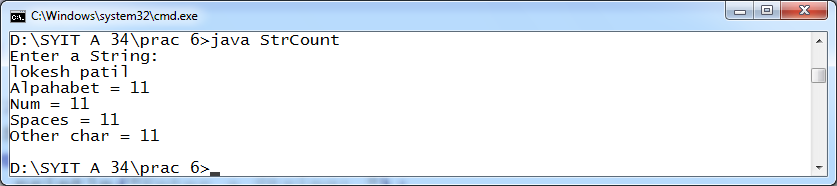 C:\Windows\system32\cmd.exe
D:\SYIT A 34\prac 6>java StrCount
Enter a String:
lokesh patil
Alpahabet = 11
Num = 11
Spaces = 11
Other char = 11
D:\SYIT A 34\prac 6>